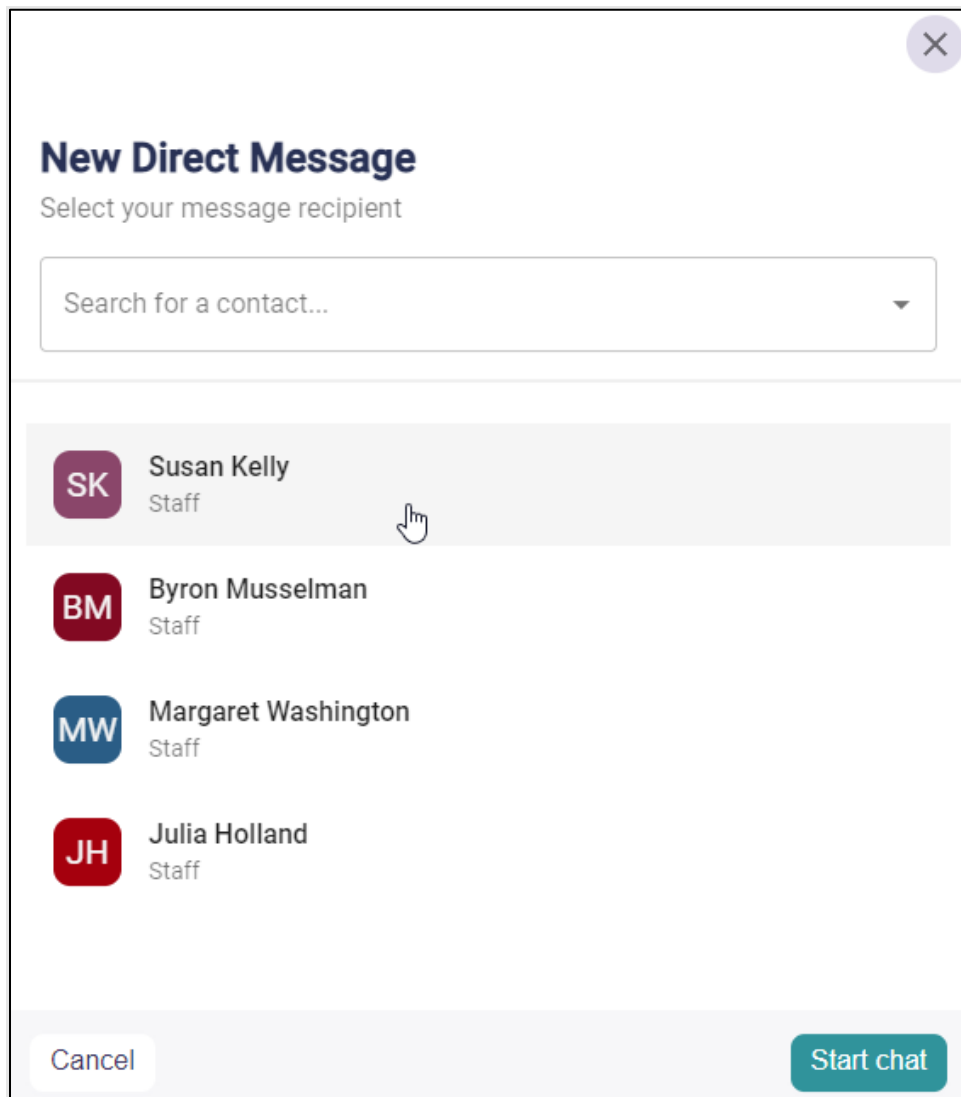 New Direct Message
Select your message recipient
Search for a contact...
SK
Susan Kelly
Staff
BM
Byron Musselman
Staff
MW
Margaret Washington
Staff
JH
Julia Holland
Staff
Cancel
Start chat